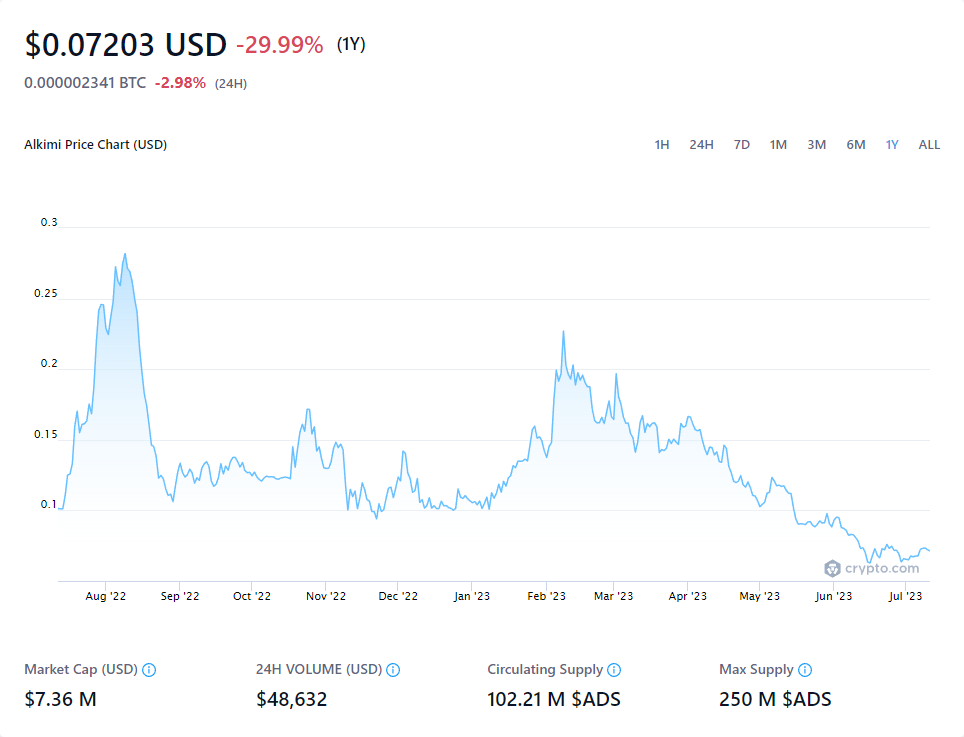 $0.07203 USD -29.99% (1Y)
0.000002341 BTC -2.98% (24H)
Alkimi Price Chart (USD) 1H 24H 7D 1M 3M 6M 1Y ALL
0.3
0.25
0.2
0.15
0.1
crypto.com
Aug '22 Sep '22 Oct '22 Nov '22 Dec '22 Jan '23 Feb '23 Mar '23 Apr '23 May '23 Jun '23 Jul '23
Market Cap (USD) 24H VOLUME (USD) Circulating Supply Max Supply
$7.36 M $48,632 102.21 M $ADS 250 M $ADS